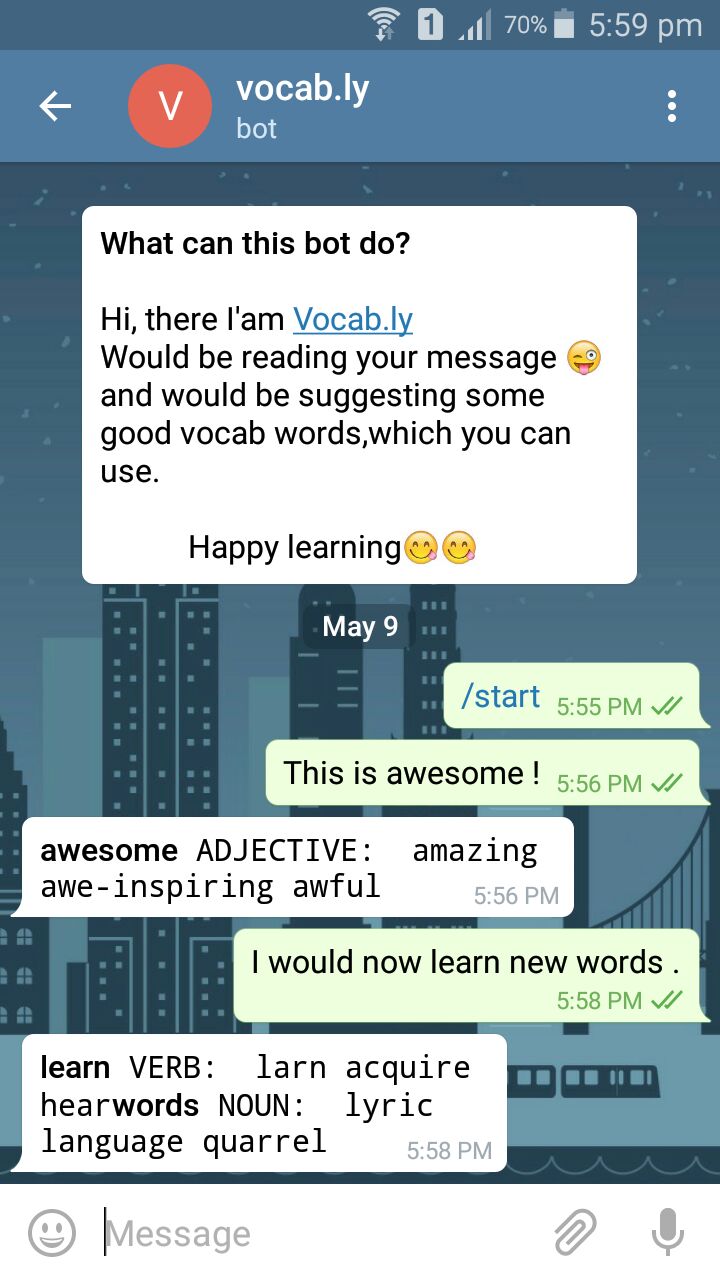 1 70% 5:59 pm
V vocab.ly
bot
What can this bot do?
Hi, there I'am Vocab.ly
Would be reading your message 😜
and would be suggesting some
good vocab words,which you can
use.
Happy learning😋😋
May 9
/start 5:55 PM
This is awesome ! 5:56 PM
awesome ADJECTIVE: amazing
awe-inspiring awful 5:56 PM
I would now learn new words .
5:58 PM
learn VERB: larn acquire
hearwords NOUN: lyric
language quarrel 5:58 PM
Message